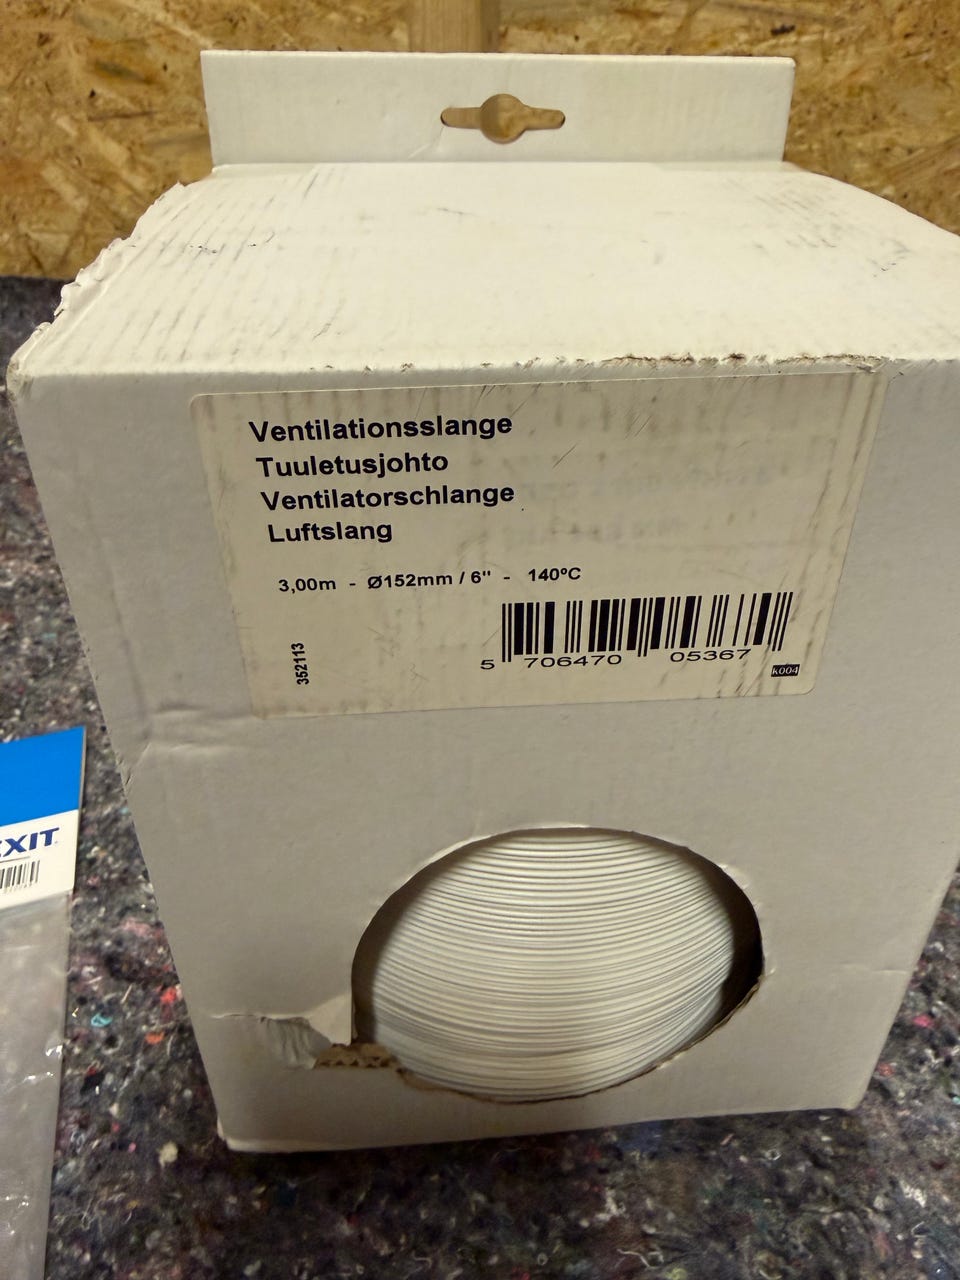 Ventilationsslange
Tuuletusjohto
Ventilatorschlange
Luftslang
3,00m - Ø152mm / 6" - 140ºC
352113
5 706470 05367
k004
EXIT